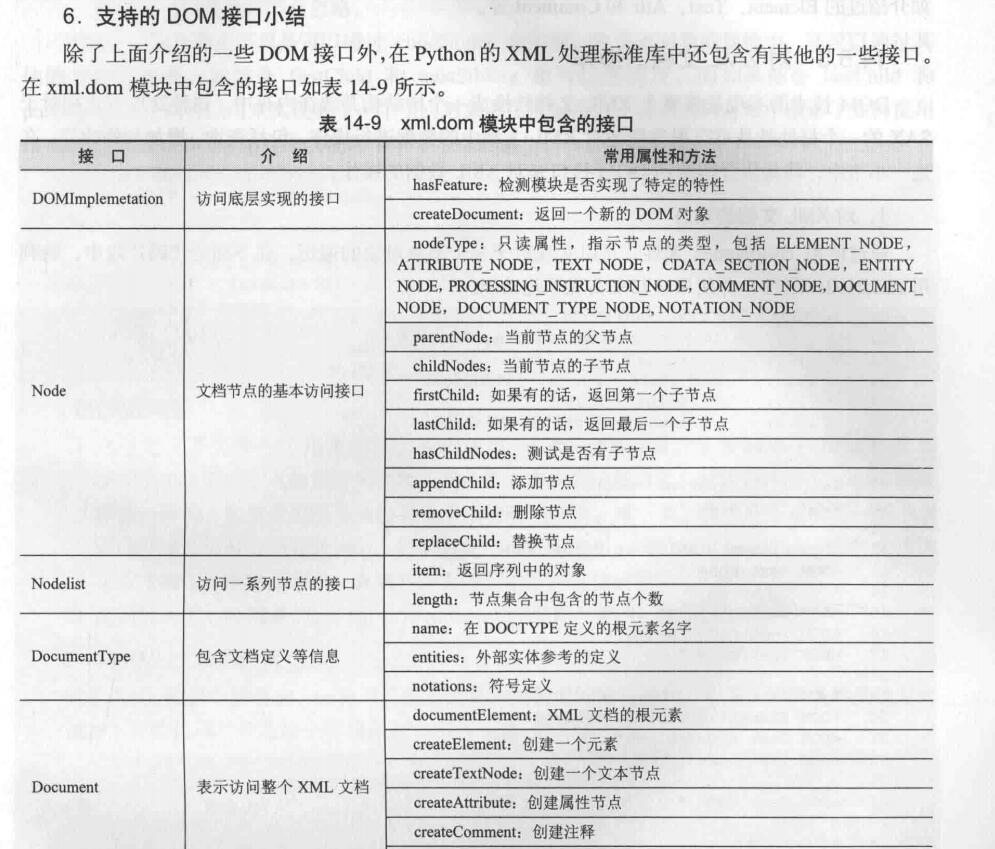 6．支持的 DOM 接口小结
除了上面介绍的一些 DOM 接口外，在 Python 的 XML 处理标准库中还包含有其他的一些接口。
在 xml.dom 模块中包含的接口如表 14-9 所示。
表 14-9 xml.dom 模块中包含的接口
接 口 介 绍 常用属性和方法
DOMImplemetation 访问底层实现的接口
hasFeature：检测模块是否实现了特定的特性
createDocument：返回一个新的 DOM 对象
Node 文档节点的基本访问接口
nodeType：只读属性，指示节点的类型，包括 ELEMENT_NODE，
ATTRIBUTE_NODE，TEXT_NODE，CDATA_SECTION_NODE，ENTITY_
NODE，PROCESSING_INSTRUCTION_NODE，COMMENT_NODE，DOCUMENT_
NODE，DOCUMENT_TYPE_NODE, NOTATION_NODE
parentNode：当前节点的父节点
childNodes：当前节点的子节点
firstChild：如果有的话，返回第一个子节点
lastChild：如果有的话，返回最后一个子节点
hasChildNodes：测试是否有子节点
appendChild：添加节点
removeChild：删除节点
replaceChild：替换节点
Nodelist 访问一系列节点的接口
item：返回序列中的对象
length：节点集合中包含的节点个数
DocumentType 包含文档定义等信息
name：在 DOCTYPE 定义的根元素名字
entities：外部实体参考的定义
notations：符号定义
Document 表示访问整个 XML 文档
documentElement：XML 文档的根元素
createElement：创建一个元素
createTextNode：创建一个文本节点
createAttribute：创建属性节点
createComment：创建注释